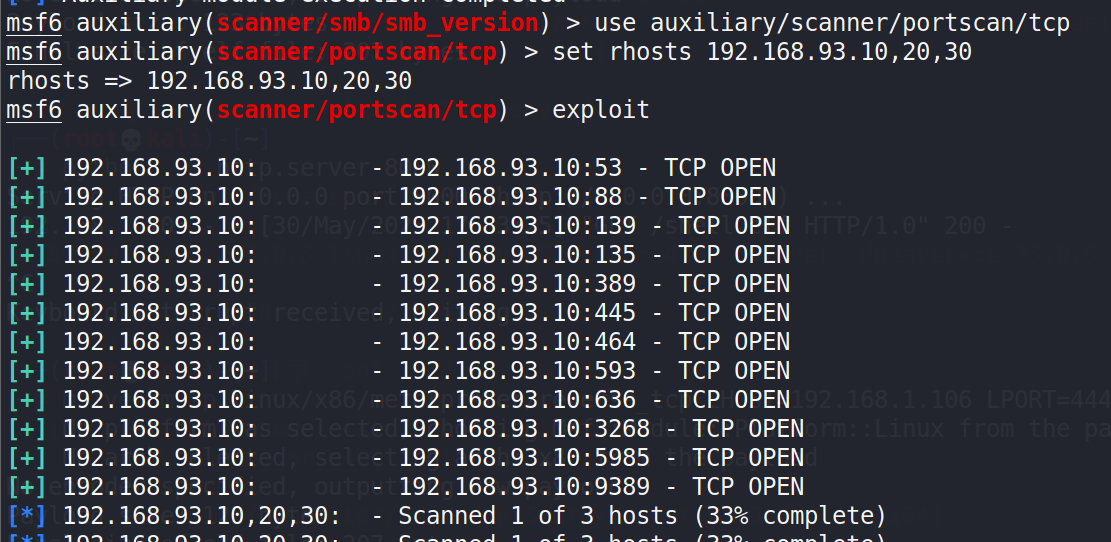 [*] Auxiliary module execution completed
msf6 auxiliary(scanner/smb/smb_version) > use auxiliary/scanner/portscan/tcp
msf6 auxiliary(scanner/portscan/tcp) > set rhosts 192.168.93.10,20,30
rhosts => 192.168.93.10,20,30
msf6 auxiliary(scanner/portscan/tcp) > exploit
[+] 192.168.93.10: - 192.168.93.10:53 - TCP OPEN
[+] 192.168.93.10: - 192.168.93.10:88 - TCP OPEN
[+] 192.168.93.10: - 192.168.93.10:139 - TCP OPEN
[+] 192.168.93.10: - 192.168.93.10:135 - TCP OPEN
[+] 192.168.93.10: - 192.168.93.10:389 - TCP OPEN
[+] 192.168.93.10: - 192.168.93.10:445 - TCP OPEN
[+] 192.168.93.10: - 192.168.93.10:464 - TCP OPEN
[+] 192.168.93.10: - 192.168.93.10:593 - TCP OPEN
[+] 192.168.93.10: - 192.168.93.10:636 - TCP OPEN
[+] 192.168.93.10: - 192.168.93.10:3268 - TCP OPEN
[+] 192.168.93.10: - 192.168.93.10:5985 - TCP OPEN
[+] 192.168.93.10: - 192.168.93.10:9389 - TCP OPEN
[*] 192.168.93.10,20,30: - Scanned 1 of 3 hosts (33% complete)
[*] 192.168.93.10,20,30: - Scanned 1 of 3 hosts (33% complete)